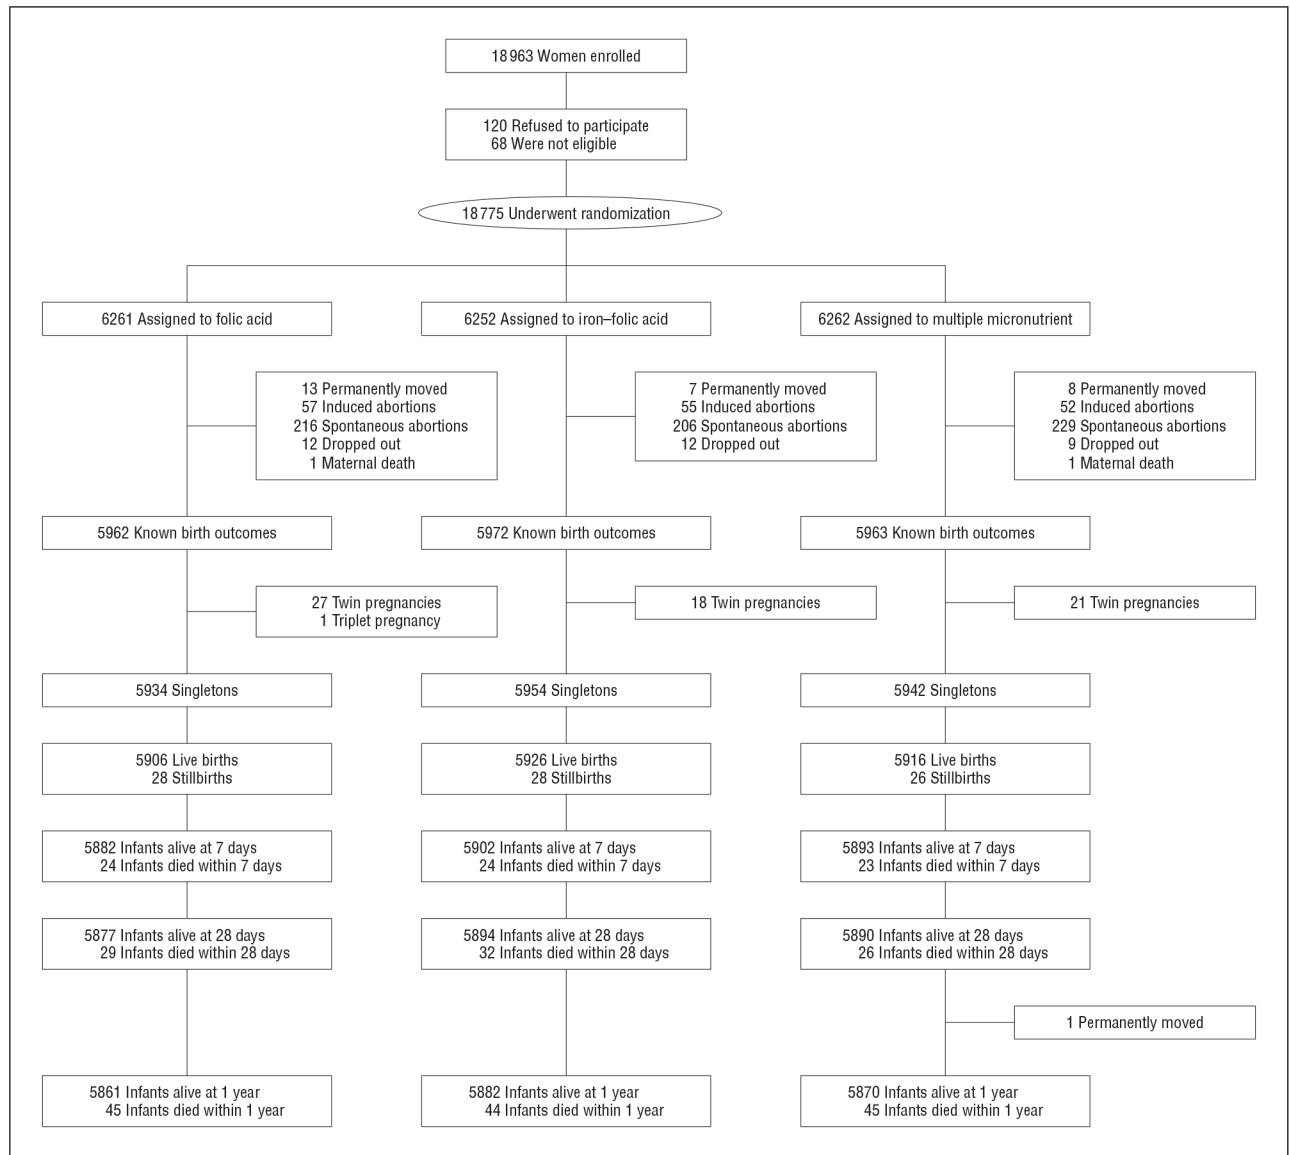 18 963 Women enrolled
120 Refused to participate
68 Were not eligible
18 775 Underwent randomization
6261 Assigned to folic acid
6252 Assigned to iron–folic acid
6262 Assigned to multiple micronutrient
13 Permanently moved
57 Induced abortions
216 Spontaneous abortions
12 Dropped out
1 Maternal death
7 Permanently moved
55 Induced abortions
206 Spontaneous abortions
12 Dropped out
8 Permanently moved
52 Induced abortions
229 Spontaneous abortions
9 Dropped out
1 Maternal death
5962 Known birth outcomes
5972 Known birth outcomes
5963 Known birth outcomes
27 Twin pregnancies
1 Triplet pregnancy
18 Twin pregnancies
21 Twin pregnancies
5934 Singletons
5954 Singletons
5942 Singletons
5906 Live births
28 Stillbirths
5926 Live births
28 Stillbirths
5916 Live births
26 Stillbirths
5882 Infants alive at 7 days
24 Infants died within 7 days
5902 Infants alive at 7 days
24 Infants died within 7 days
5893 Infants alive at 7 days
23 Infants died within 7 days
5877 Infants alive at 28 days
29 Infants died within 28 days
5894 Infants alive at 28 days
32 Infants died within 28 days
5890 Infants alive at 28 days
26 Infants died within 28 days
1 Permanently moved
5861 Infants alive at 1 year
45 Infants died within 1 year
5882 Infants alive at 1 year
44 Infants died within 1 year
5870 Infants alive at 1 year
45 Infants died within 1 year